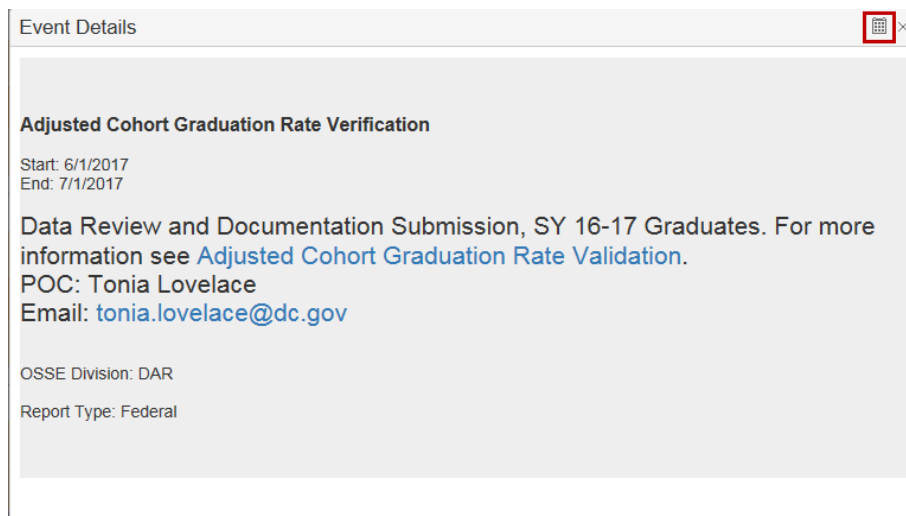 Event Details
Adjusted Cohort Graduation Rate Verification
Start: 6/1/2017
End: 7/1/2017
Data Review and Documentation Submission, SY 16-17 Graduates. For more
information see Adjusted Cohort Graduation Rate Validation.
POC: Tonia Lovelace
Email: tonia.lovelace@dc.gov
OSSE Division: DAR
Report Type: Federal